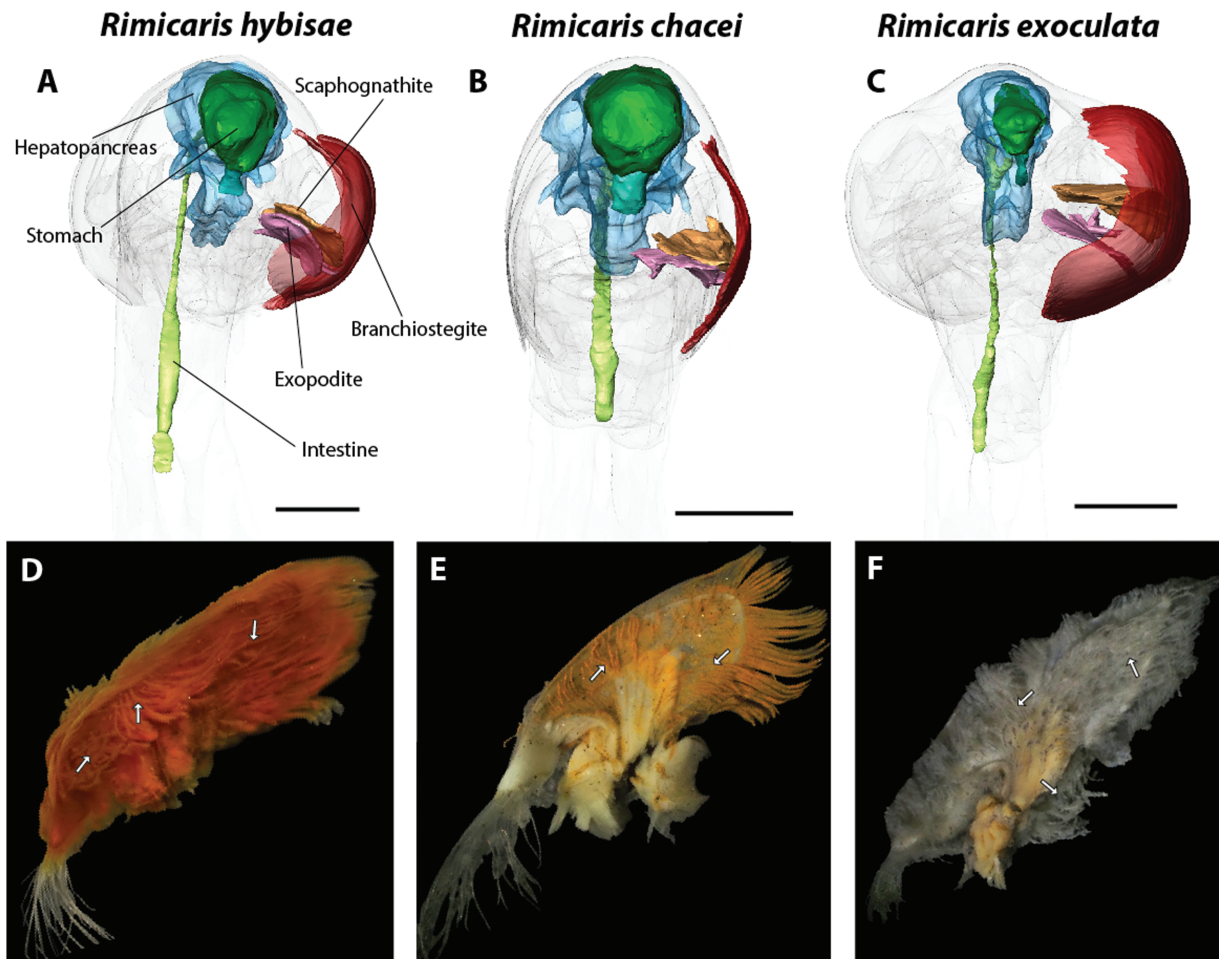 Rimicaris hybisae
Rimicaris chacei
Rimicaris exoculata
A
B
C
Scaphognathite
Hepatopancreas
Stomach
Branchiostegite
Exopodite
Intestine
D
E
F